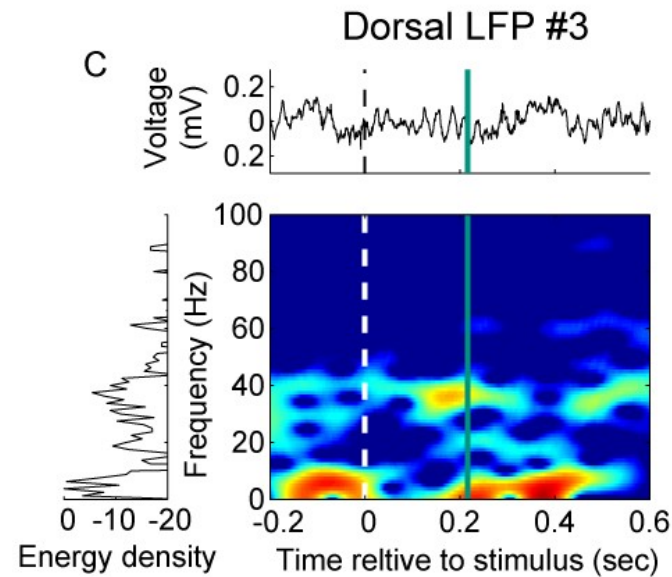 Dorsal LFP #3
C
Voltage
(mV)
0.2
0
0.2
Frequency (Hz)
100
80
60
40
20
0
0 -10 -20
Energy density
-0.2 0 0.2 0.4 0.6
Time reltive to stimulus (sec)